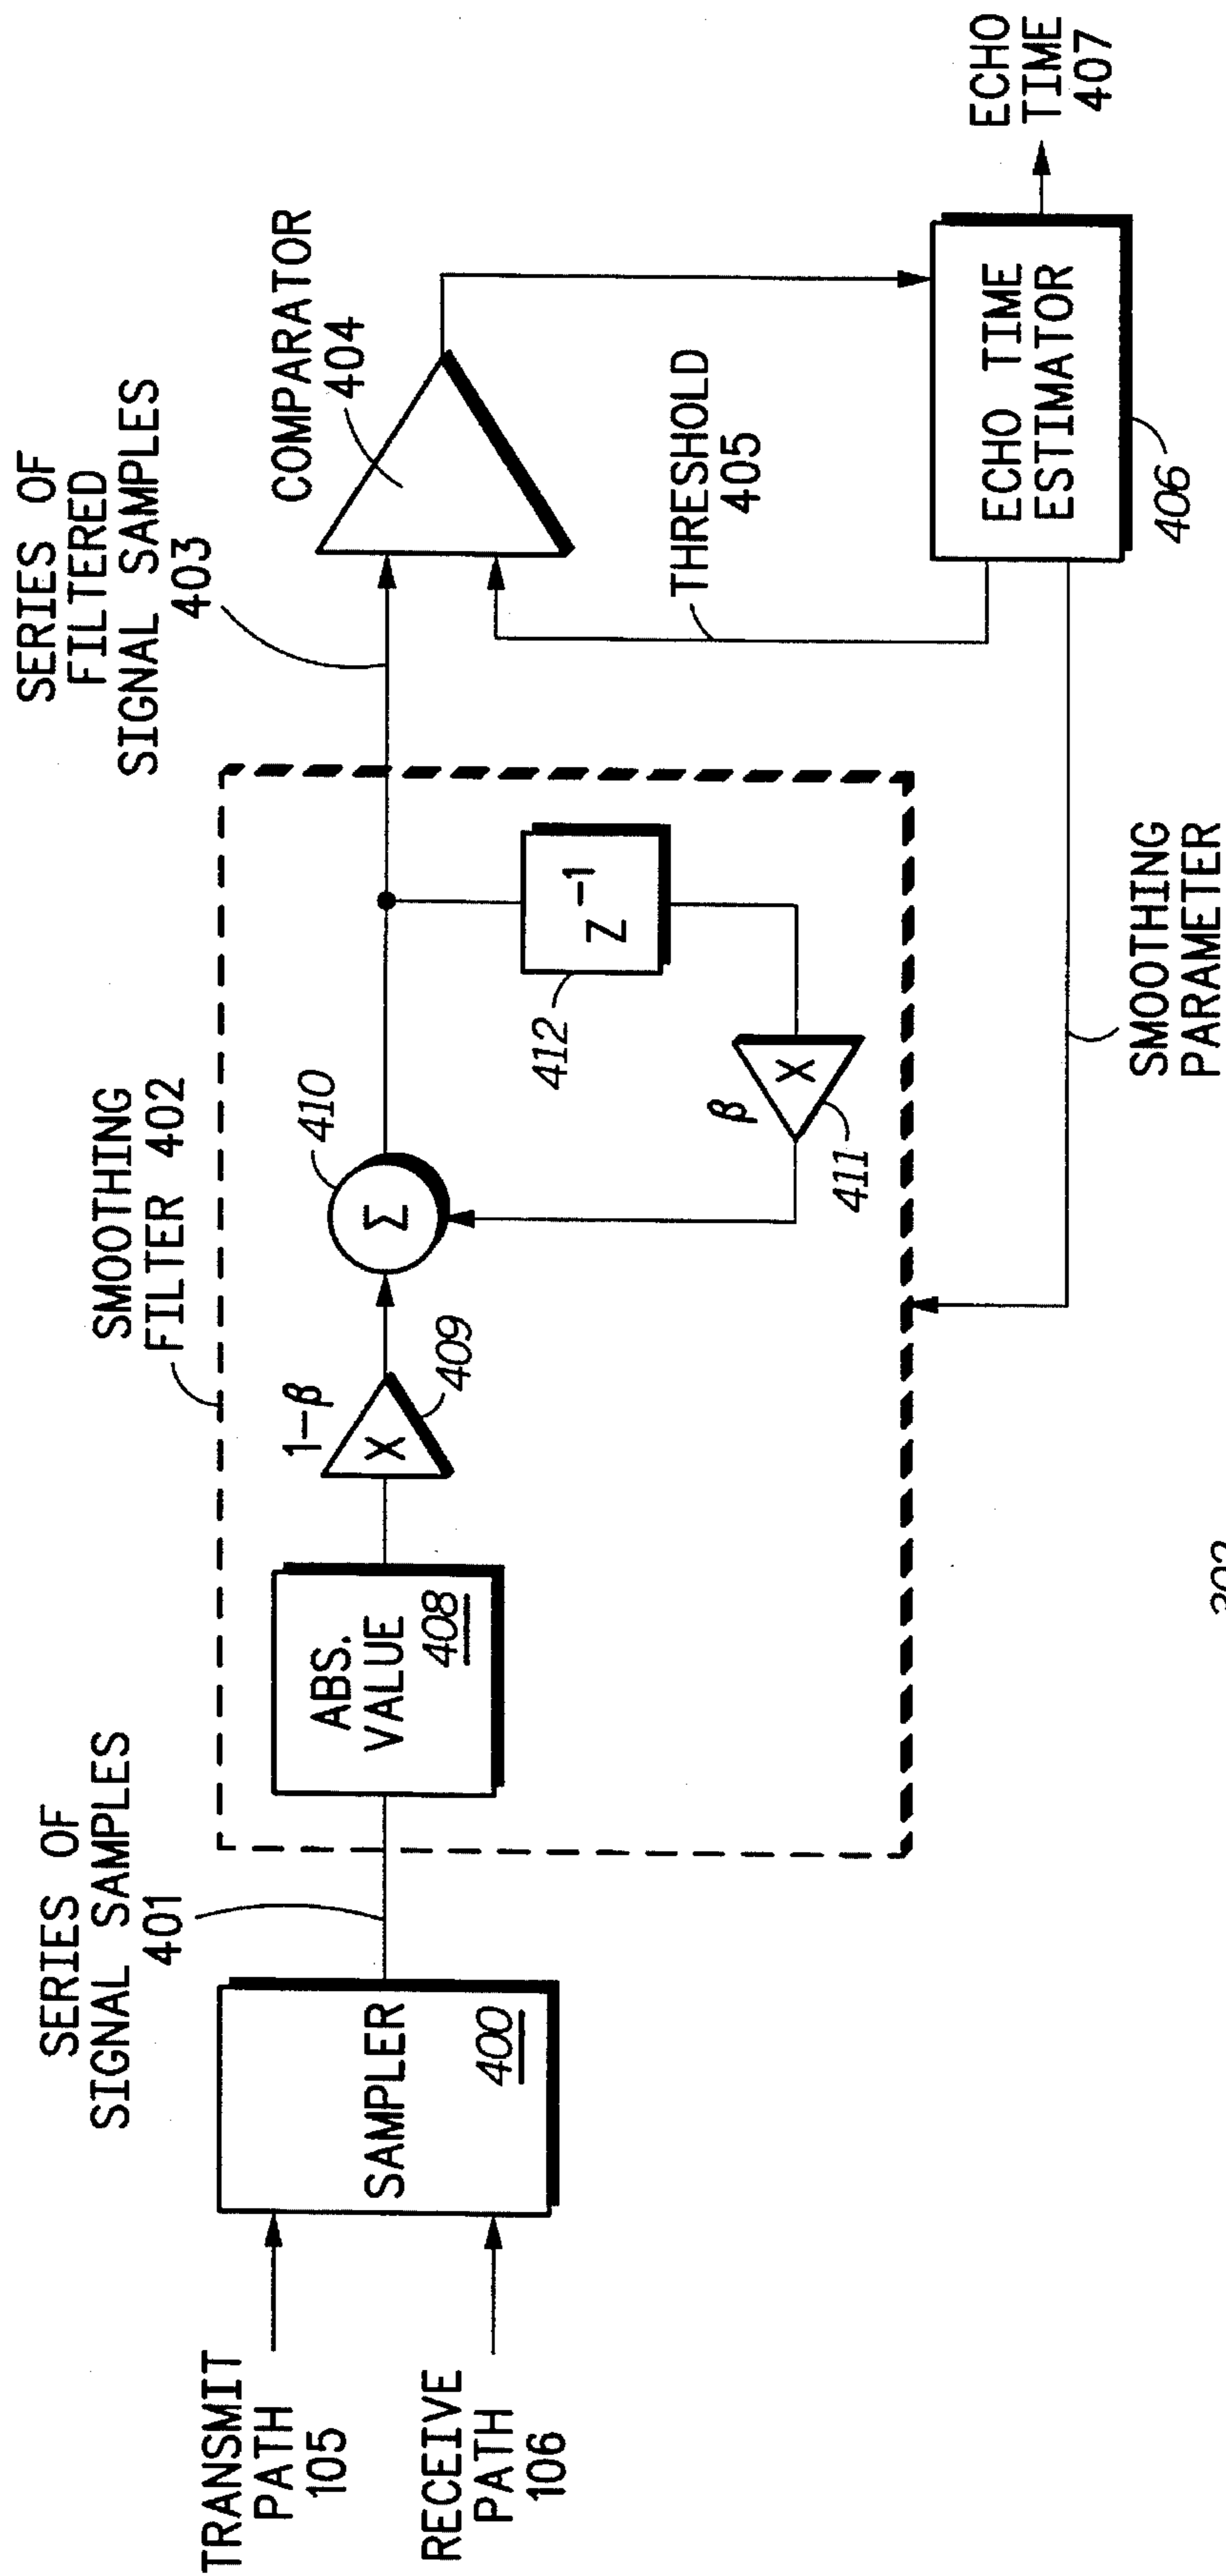 TRANSMIT
PATH
105
RECEIVE
PATH
106
SAMPLER
400
SERIES OF
SIGNAL SAMPLES
401
SMOOTHING
FILTER 402
ABS.
VALUE
408
1-β
X
409
Σ
410
Z⁻¹
412
β
X
411
SERIES OF
FILTERED
SIGNAL SAMPLES
403
COMPARATOR
404
THRESHOLD
405
SMOOTHING
PARAMETER
ECHO TIME
ESTIMATOR
406
ECHO
TIME
407